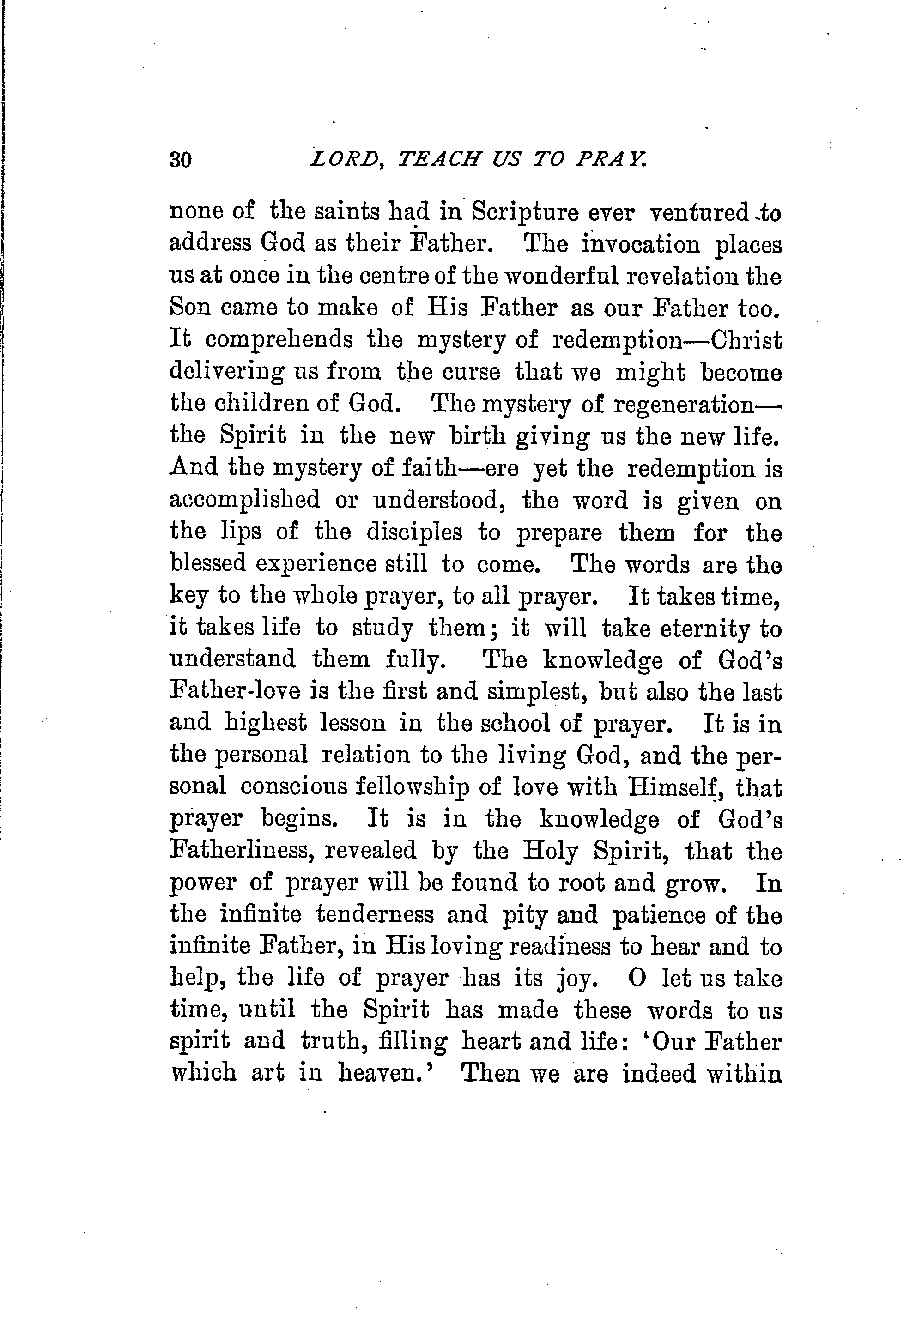 30 LORD, TEACH US TO PRAY.
none of the saints had in Scripture ever ventured to
address God as their Father. The invocation places
us at once in the centre of the wonderful revelation the
Son came to make of His Father as our Father too.
It comprehends the mystery of redemption—Christ
delivering us from the curse that we might become
the children of God. The mystery of regeneration—
the Spirit in the new birth giving us the new life.
And the mystery of faith—ere yet the redemption is
accomplished or understood, the word is given on
the lips of the disciples to prepare them for the
blessed experience still to come. The words are the
key to the whole prayer, to all prayer. It takes time,
it takes life to study them; it will take eternity to
understand them fully. The knowledge of God's
Father-love is the first and simplest, but also the last
and highest lesson in the school of prayer. It is in
the personal relation to the living God, and the per-
sonal conscious fellowship of love with Himself, that
prayer begins. It is in the knowledge of God's
Fatherliness, revealed by the Holy Spirit, that the
power of prayer will be found to root and grow. In
the infinite tenderness and pity and patience of the
infinite Father, in His loving readiness to hear and to
help, the life of prayer has its joy. O let us take
time, until the Spirit has made these words to us
spirit and truth, filling heart and life: 'Our Father
which art in heaven.' Then we are indeed within